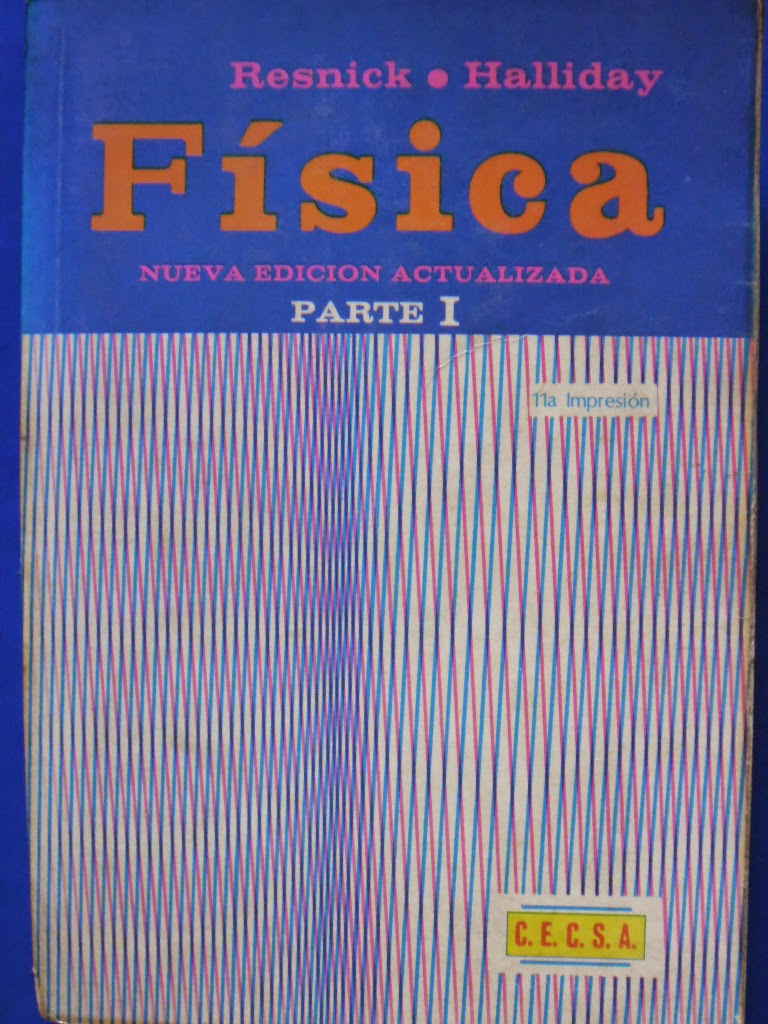 Resnick • Halliday
Física
NUEVA EDICION ACTUALIZADA
PARTE I
11a Impresión
C. E. C. S. A.